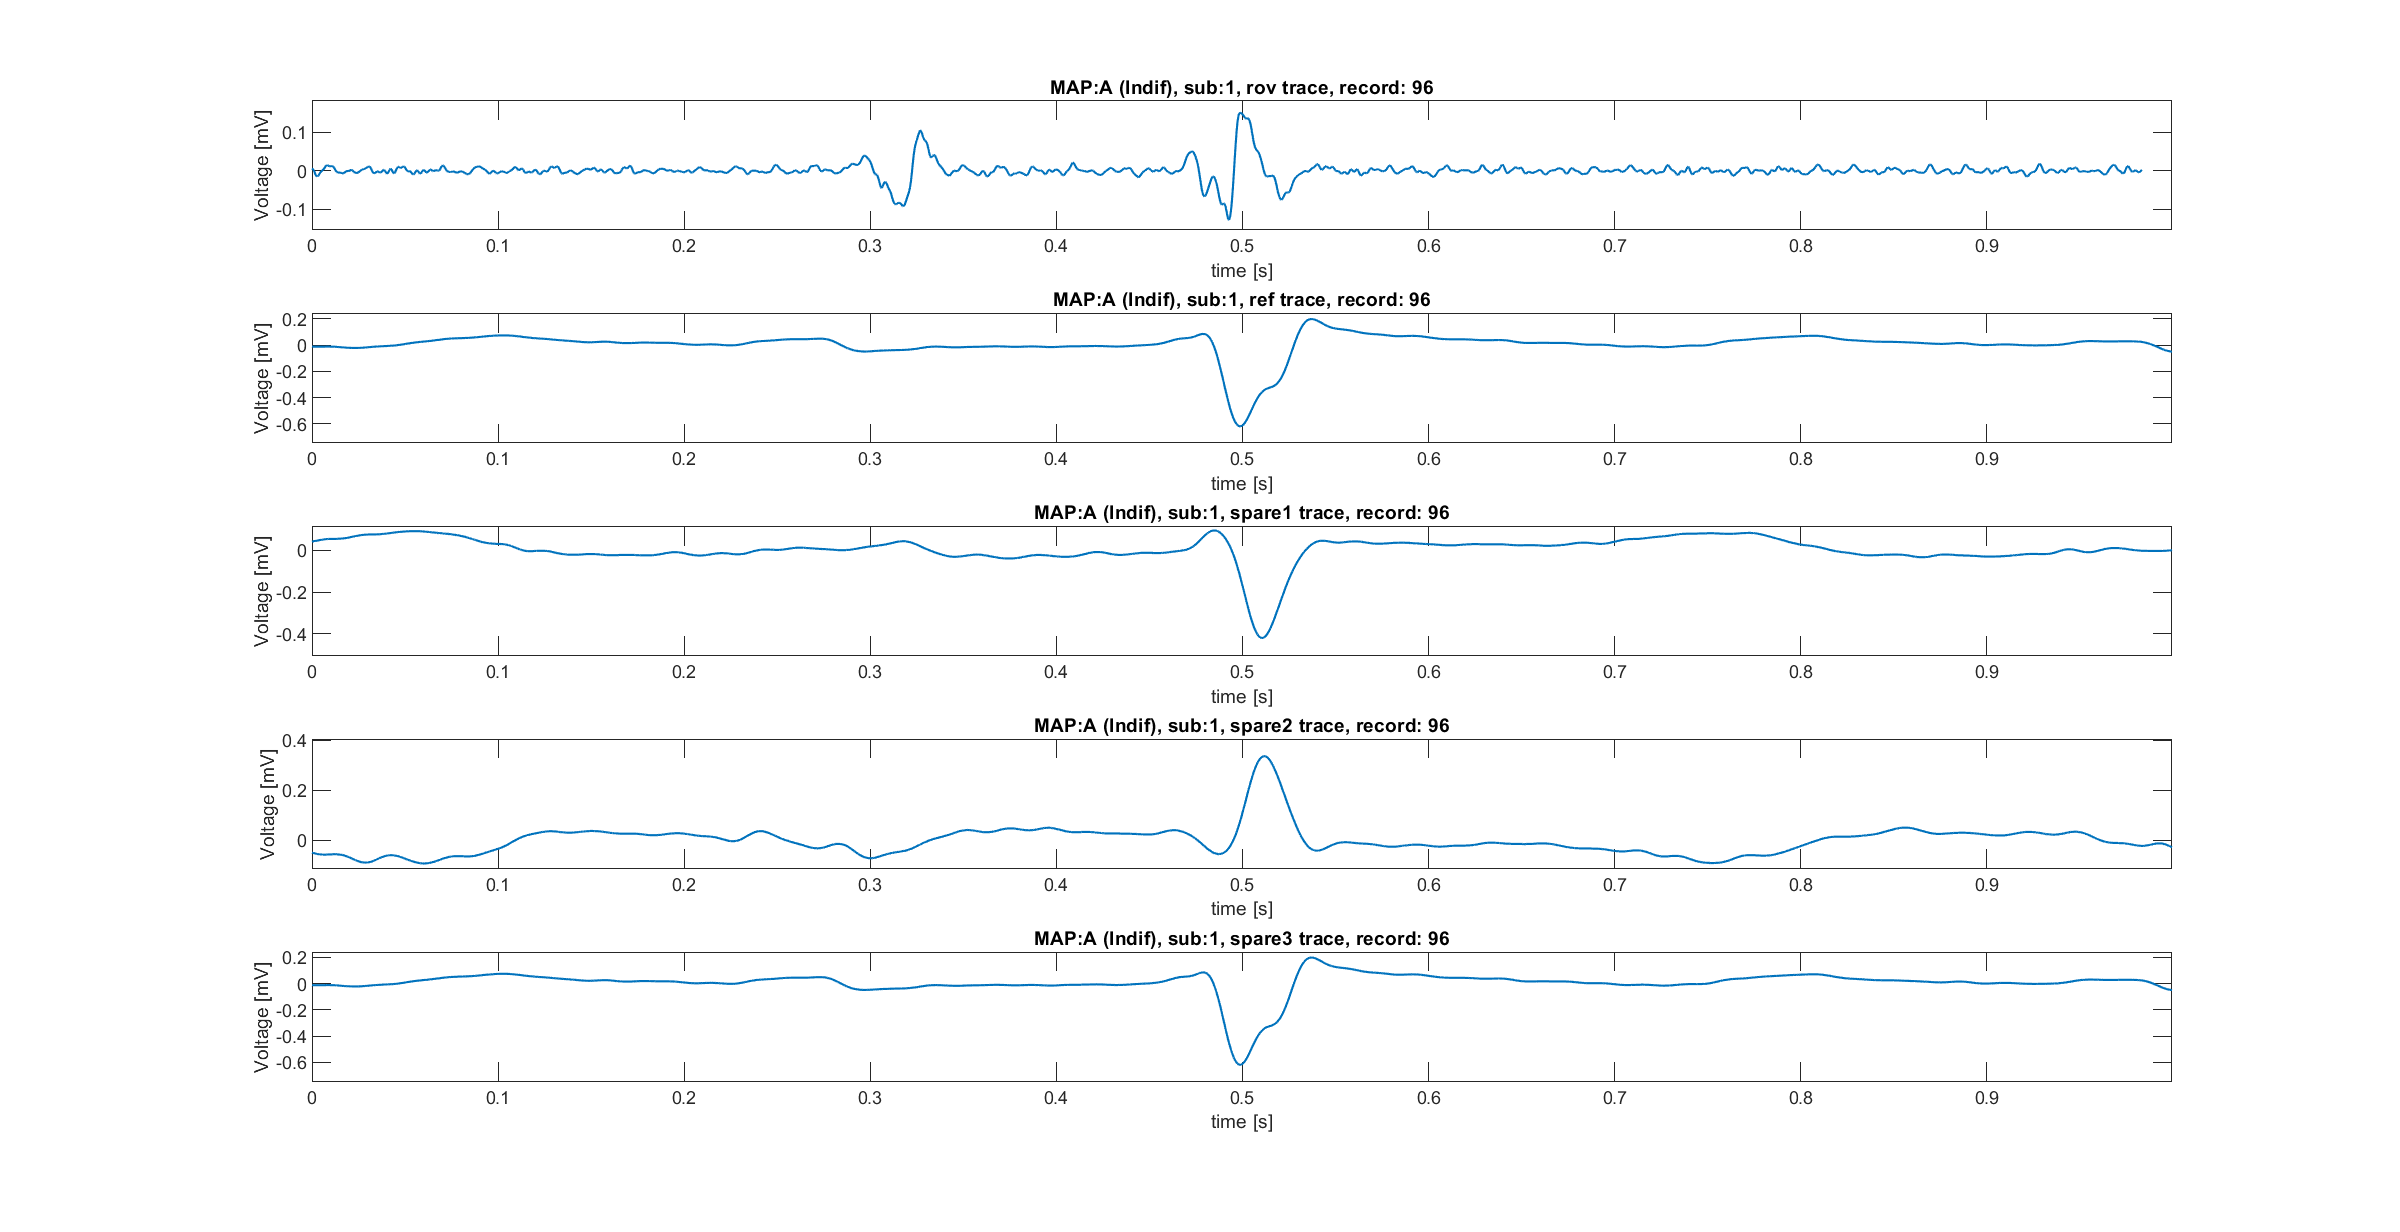 MAP:A (Indif), sub:1, rov trace, record: 96
Voltage [mV]
0.1
0
-0.1
0 0.1 0.2 0.3 0.4 0.5 0.6 0.7 0.8 0.9
time [s]
MAP:A (Indif), sub:1, ref trace, record: 96
Voltage [mV]
0.2
0
-0.2
-0.4
-0.6
0 0.1 0.2 0.3 0.4 0.5 0.6 0.7 0.8 0.9
time [s]
MAP:A (Indif), sub:1, spare1 trace, record: 96
Voltage [mV]
0
-0.2
-0.4
0 0.1 0.2 0.3 0.4 0.5 0.6 0.7 0.8 0.9
time [s]
MAP:A (Indif), sub:1, spare2 trace, record: 96
Voltage [mV]
0.4
0.2
0
0 0.1 0.2 0.3 0.4 0.5 0.6 0.7 0.8 0.9
time [s]
MAP:A (Indif), sub:1, spare3 trace, record: 96
Voltage [mV]
0.2
0
-0.2
-0.4
-0.6
0 0.1 0.2 0.3 0.4 0.5 0.6 0.7 0.8 0.9
time [s]